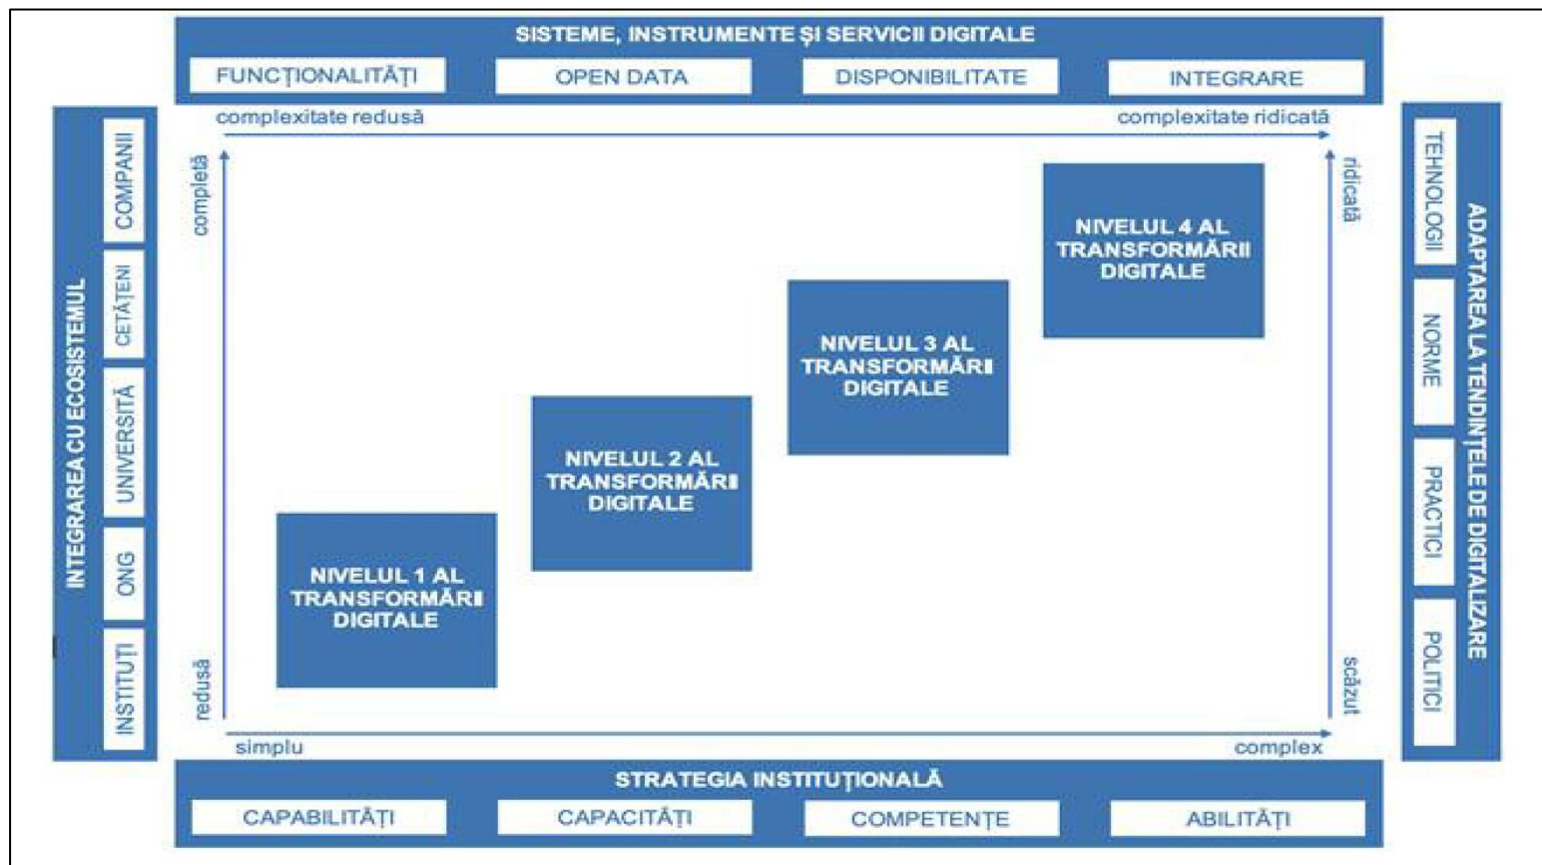 SISTEME, INSTRUMENTE ȘI SERVICII DIGITALE
FUNCȚIONALITĂȚI
OPEN DATA
DISPONIBILITATE
INTEGRARE
complexitate redusă
complexitate ridicată
INTEGRAREA CU ECOSISTEMUL
COMPANII
CETĂȚENI
UNIVERSITĂ
ONG
INSTITUȚI
completă
redusă
NIVELUL 1 AL
TRANSFORMĂRII
DIGITALE
NIVELUL 2 AL
TRANSFORMĂRII
DIGITALE
NIVELUL 3 AL
TRANSFORMĂRII
DIGITALE
NIVELUL 4 AL
TRANSFORMĂRII
DIGITALE
ridicată
scăzut
TEHNOLOGII
NORME
PRACTICI
POLITICI
ADAPTAREA LA TENDINȚELE DE DIGITALIZARE
simplu
complex
STRATEGIA INSTITUȚIONALĂ
CAPABILITĂȚI
CAPACITĂȚI
COMPETENȚE
ABILITĂȚI